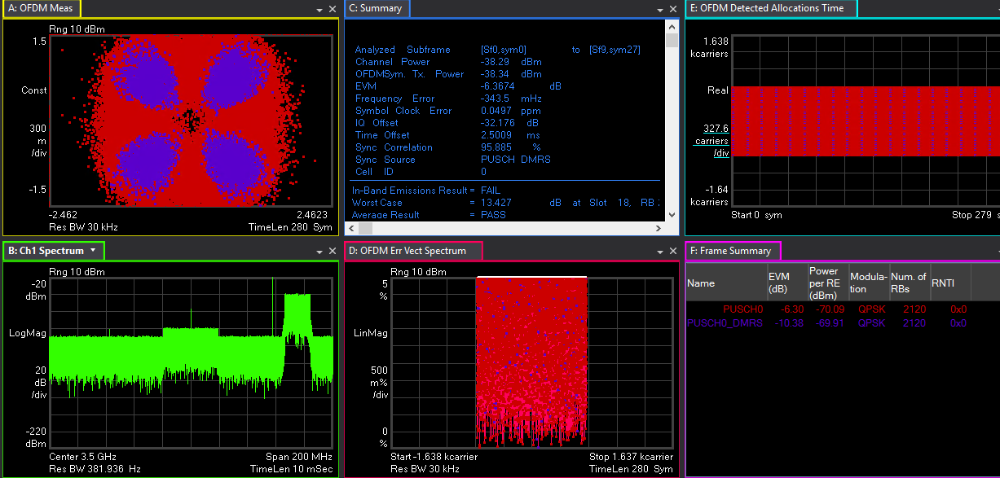 A: OFDM Meas
Rng 10 dBm
1.5
Const
300
m
/div
-1.5
-2.462
2.4623
Res BW 30 kHz
TimeLen 280 Sym
C: Summary
Analyzed Subframe [Sf0,sym0] to [Sf9,sym27]
Channel Power -38.29 dBm
OFDMSym. Tx. Power -38.34 dBm
EVM -6.3674 dB
Frequency Error -343.5 mHz
Symbol Clock Error 0.0497 ppm
IQ Offset -32.176 dB
Time Offset 2.5009 ms
Sync Correlation 95.885 %
Sync Source PUSCH DMRS
Cell ID 0
In-Band Emissions Result = FAIL
Worst Case = 13.427 dB at Slot 18, RB
Average Result = PASS
E: OFDM Detected Allocations Time
1.638
kcarriers
Real
327.6
carriers
/div
-1.64
kcarriers
Start 0 sym
Stop 279
B: Ch1 Spectrum
Rng 10 dBm
-20
dBm
LogMag
20
dB
/div
-220
dBm
Center 3.5 GHz
Span 200 MHz
Res BW 381.936 Hz
TimeLen 10 mSec
D: OFDM Err Vect Spectrum
Rng 10 dBm
5
%
LinMag
500
m%
/div
0
%
Start -1.638 kcarrier
Stop 1.637 kcarrier
Res BW 30 kHz
TimeLen 280 Sym
F: Frame Summary
Name EVM (dB) Power per RE (dBm) Modula-tion Num. of RBs RNTI
PUSCH0 -6.30 -70.09 QPSK 2120 0x0
PUSCH0_DMRS -10.38 -69.91 QPSK 2120 0x0